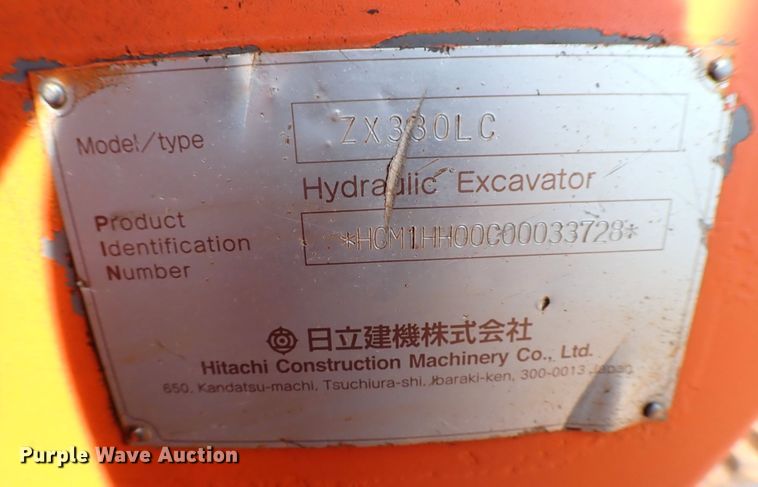 Model/type ZX330LC
Hydraulic Excavator
Product
Identification
Number
*HCM1HH00C00033728*
日立建機株式会社
Hitachi Construction Machinery Co., Ltd.
650, Kandatsu-machi, Tsuchiura-shi, Ibaraki-ken, 300-0013 Japan
Purple Wave Auction